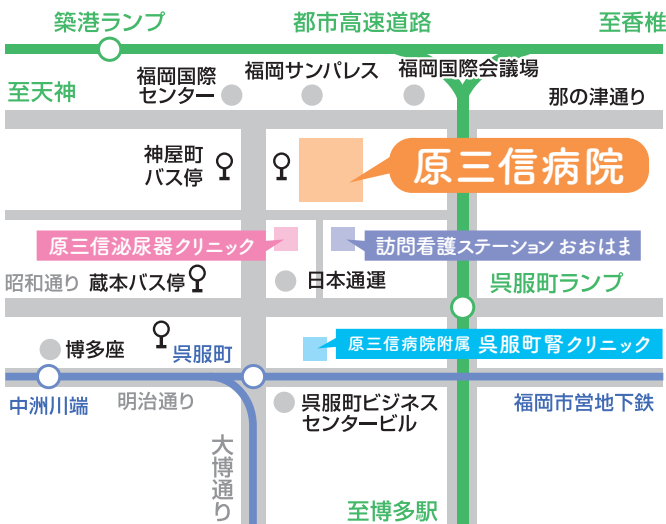 築港ランプ
都市高速道路
至香椎
至天神
福岡国際
センター
福岡サンパレス
福岡国際会議場
那の津通り
神屋町
バス停
原三信病院
原三信泌尿器クリニック
訪問看護ステーション おおはま
昭和通り
蔵本バス停
日本通運
呉服町ランプ
博多座
呉服町
原三信病院附属 呉服町腎クリニック
中洲川端
明治通り
呉服町ビジネス
センタービル
福岡市営地下鉄
大博通り
至博多駅